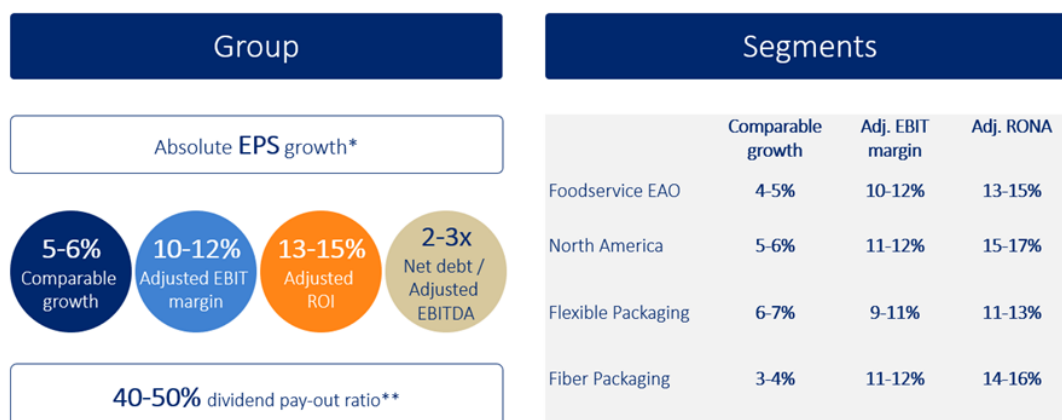 Group
Absolute EPS growth*
5-6%
Comparable
growth
10-12%
Adjusted EBIT
margin
13-15%
Adjusted
ROI
2-3x
Net debt /
Adjusted
EBITDA
40-50% dividend pay-out ratio**
Segments
Comparable growth Adj. EBIT margin Adj. RONA
Foodservice EAO 4-5% 10-12% 13-15%
North America 5-6% 11-12% 15-17%
Flexible Packaging 6-7% 9-11% 11-13%
Fiber Packaging 3-4% 11-12% 14-16%